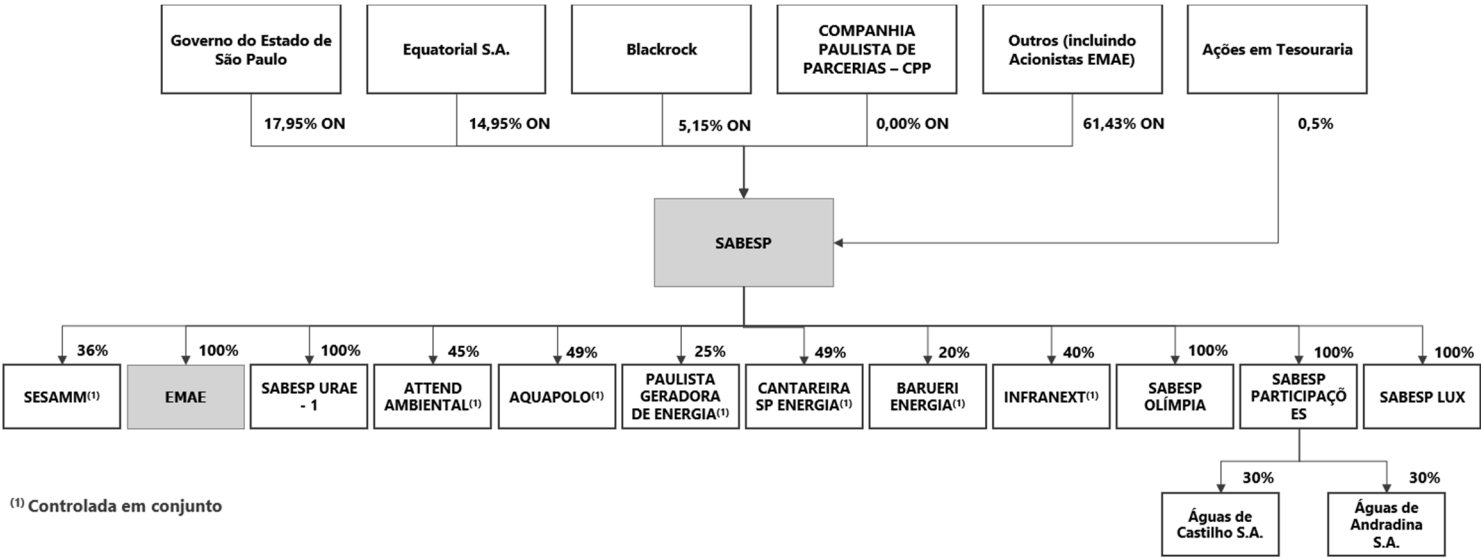 Governo do Estado de
São Paulo
Equatorial S.A.
Blackrock
COMPANHIA
PAULISTA DE
PARCERIAS – CPP
Outros (incluindo
Acionistas EMAE)
Ações em Tesouraria
17,95% ON
14,95% ON
5,15% ON
0,00% ON
61,43% ON
0,5%
SABESP
36%
100%
100%
45%
49%
25%
49%
20%
40%
100%
100%
100%
SESAMM(1)
EMAE
SABESP URAE
- 1
ATTEND
AMBIENTAL(1)
AQUAPOLO(1)
PAULISTA
GERADORA
DE ENERGIA(1)
CANTAREIRA
SP ENERGIA(1)
BARUERI
ENERGIA(1)
INFRANEXT(1)
SABESP
OLÍMPIA
SABESP
PARTICIPAÇÕ
ES
SABESP LUX
30%
30%
Águas de
Castilho S.A.
Águas de
Andradina
S.A.
(1) Controlada em conjunto